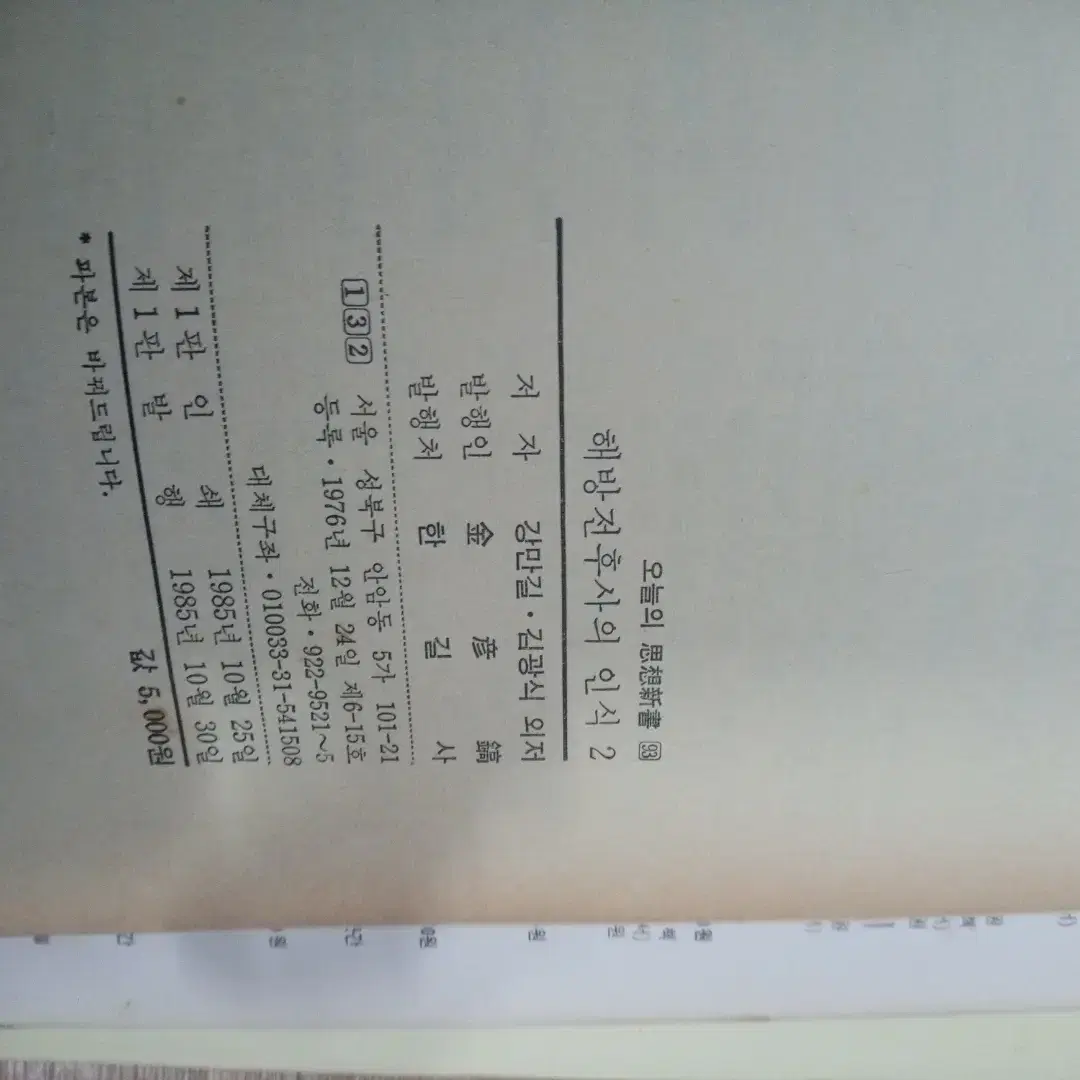 오늘의 思想新書 93
해방전후사의 인식 2
저 자 강만길·김광식 외저
발행인 金 彦 鎬
발행처 한 길 사
132 서울 성북구 안암동 5가 101-21
등록·1976년 12월 24일 제6-15호
전화·922-9521~5
대체구좌·010033-31-541508
제 1 판 인 쇄 1985년 10월 25일
제 1 판 발 행 1985년 10월 30일
값 5,000원
* 파본은 바꿔드립니다.